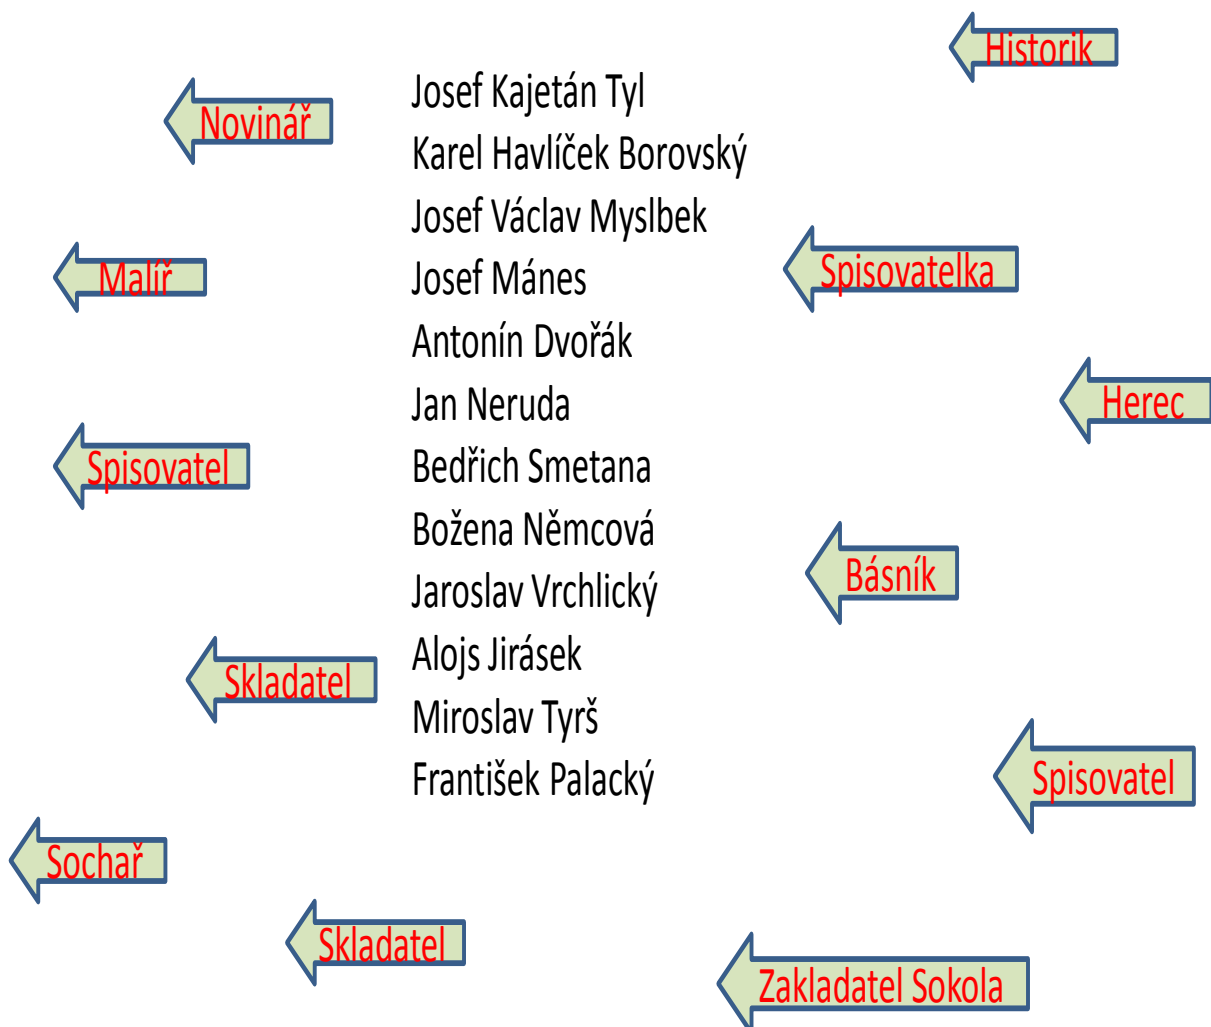 Historik
Josef Kajetán Tyl
Novinář
Karel Havlíček Borovský
Josef Václav Myslbek
Malíř
Josef Mánes
Spisovatelka
Antonín Dvořák
Jan Neruda
Herec
Spisovatel
Bedřich Smetana
Božena Němcová
Básník
Jaroslav Vrchlický
Alojs Jirásek
Skladatel
Miroslav Tyrš
František Palacký
Spisovatel
Sochař
Skladatel
Zakladatel Sokola